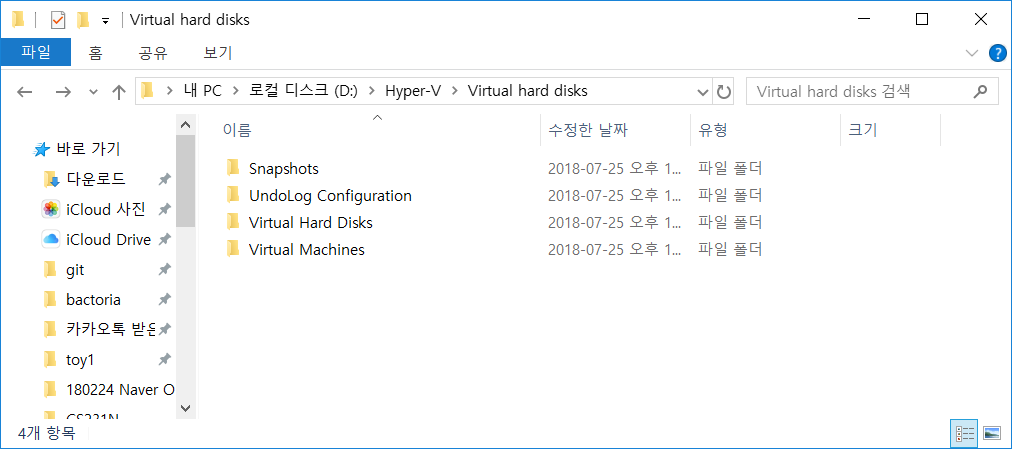 Virtual hard disks
파일 홈 공유 보기
내 PC 로컬 디스크 (D:) Hyper-V Virtual hard disks
Virtual hard disks 검색
바로 가기
다운로드
iCloud 사진
iCloud Drive
git
bactoria
카카오톡 받은
toy1
180224 Naver O
CS231N
이름 수정한 날짜 유형 크기
Snapshots 2018-07-25 오후 1... 파일 폴더
UndoLog Configuration 2018-07-25 오후 1... 파일 폴더
Virtual Hard Disks 2018-07-25 오후 1... 파일 폴더
Virtual Machines 2018-07-25 오후 1... 파일 폴더
4개 항목